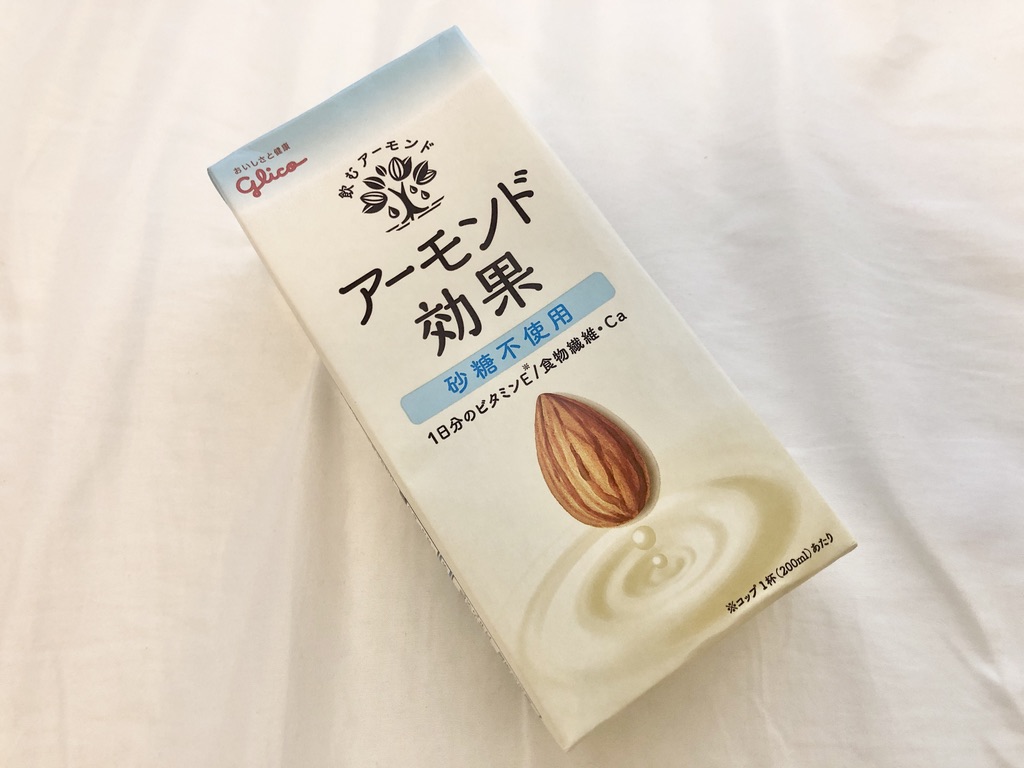 おいしさと健康
glico
飲むアーモンド
アーモンド
効果
砂糖不使用
1日分のビタミンE※/食物繊維・Ca
※コップ1杯(200ml)あたり